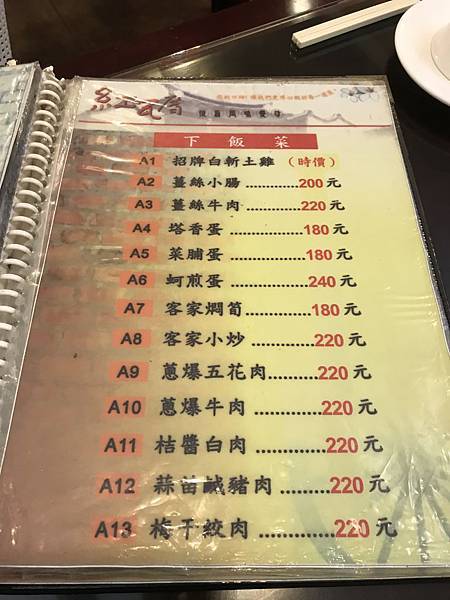 紅瓦厝
下飯菜
A1 招牌白斬土雞 (時價)
A2 薑絲小腸 .............200元
A3 薑絲牛肉 .............220元
A4 塔香蛋 ....................180元
A5 菜脯蛋 ....................180元
A6 蚵煎蛋 ....................240元
A7 客家燜筍 .............180元
A8 客家小炒 .............220元
A9 蔥爆五花肉...........220元
A10 蔥爆牛肉 .............220元
A11 桔醬白肉 .............220元
A12 蒜苗鹹豬肉 .........220元
A13 梅干絞肉 .............220元